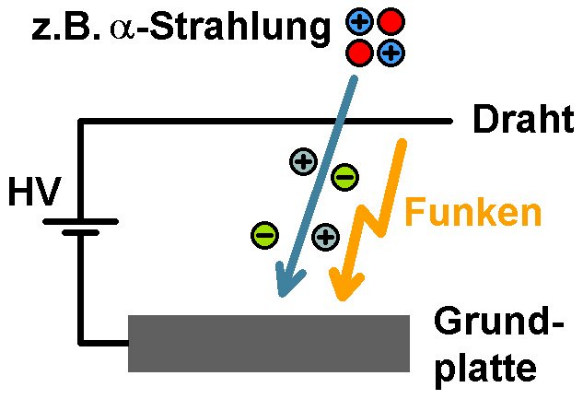 z.B. α-Strahlung
Draht
HV
Funken
Grund-
platte